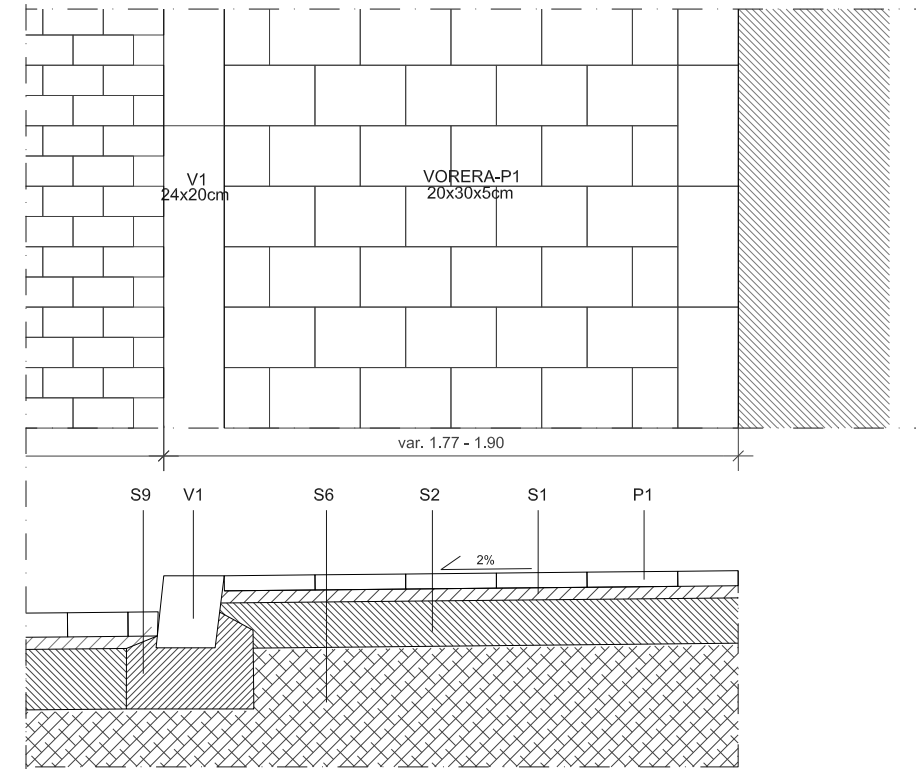 V1
24x20cm
VORERA-P1
20x30x5cm
var. 1.77 - 1.90
S9 V1 S6 S2 S1 P1
2%